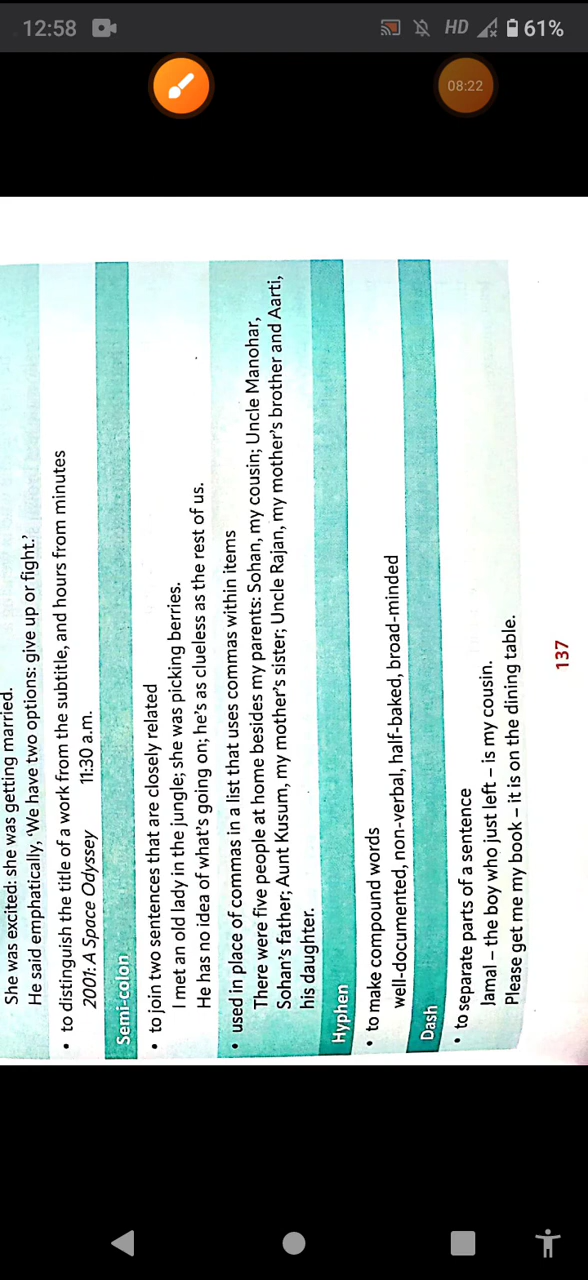 12:58
HD
61%
08:22
She was excited: she was getting married.
He said emphatically, ‘We have two options: give up or fight.’
• to distinguish the title of a work from the subtitle, and hours from minutes
2001: A Space Odyssey 11:30 a.m.
Semi-colon
• to join two sentences that are closely related
I met an old lady in the jungle; she was picking berries.
He has no idea of what’s going on; he’s as clueless as the rest of us.
• used in place of commas in a list that uses commas within items
There were five people at home besides my parents: Sohan, my cousin; Uncle Manohar,
Sohan’s father; Aunt Kusum, my mother’s sister; Uncle Rajan, my mother’s brother and Aarti,
his daughter.
Hyphen
• to make compound words
well-documented, non-verbal, half-baked, broad-minded
Dash
• to separate parts of a sentence
Jamal – the boy who just left – is my cousin.
Please get me my book – it is on the dining table.
137